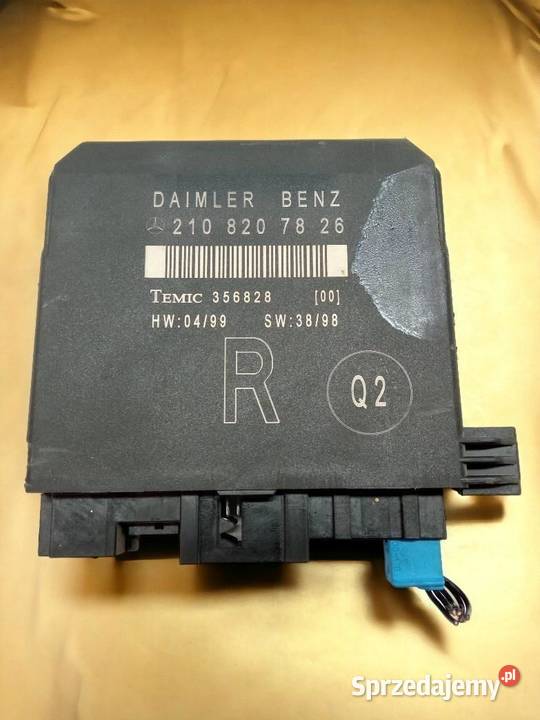 DAIMLER BENZ
210 820 78 26
TEMIC 356828 [00]
HW:04/99 SW:38/98
R
Q2
Sprzedajemy.pl